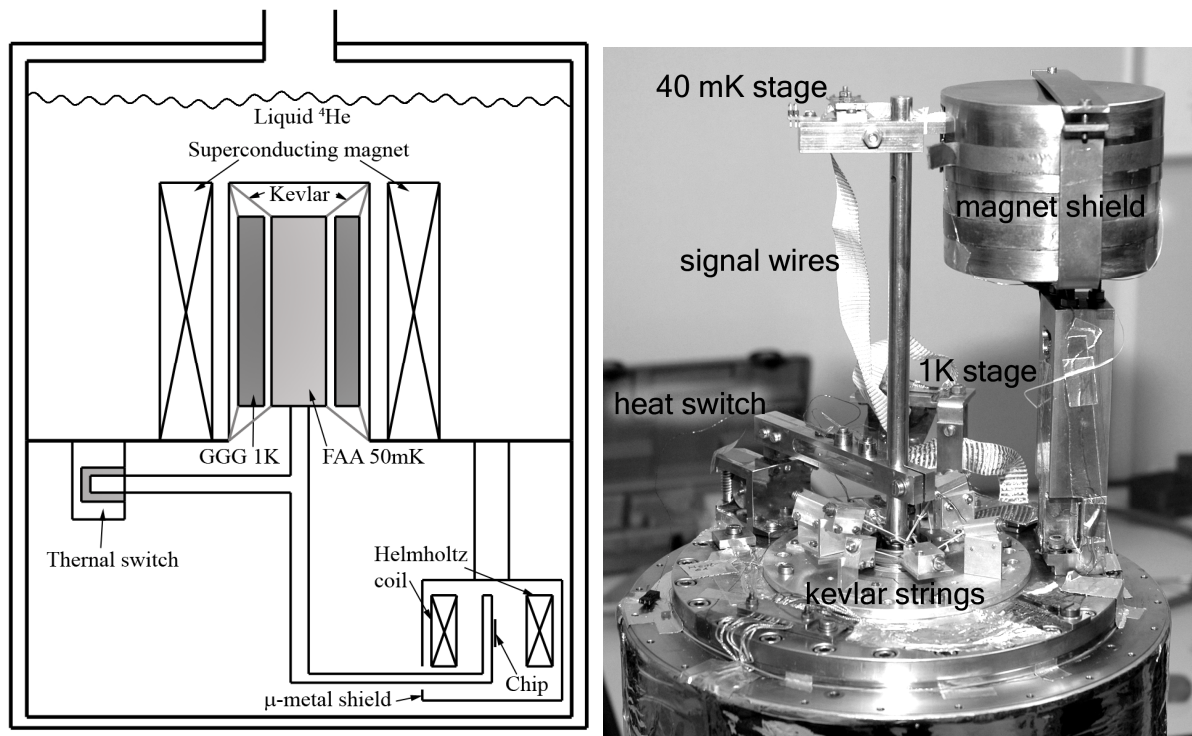 Liquid ⁴He
Superconducting magnet
Kevlar
GGG 1K
FAA 50mK
Thermal switch
Helmholtz
coil
Chip
μ-metal shield
40 mK stage
magnet shield
signal wires
1K stage
heat switch
kevlar strings